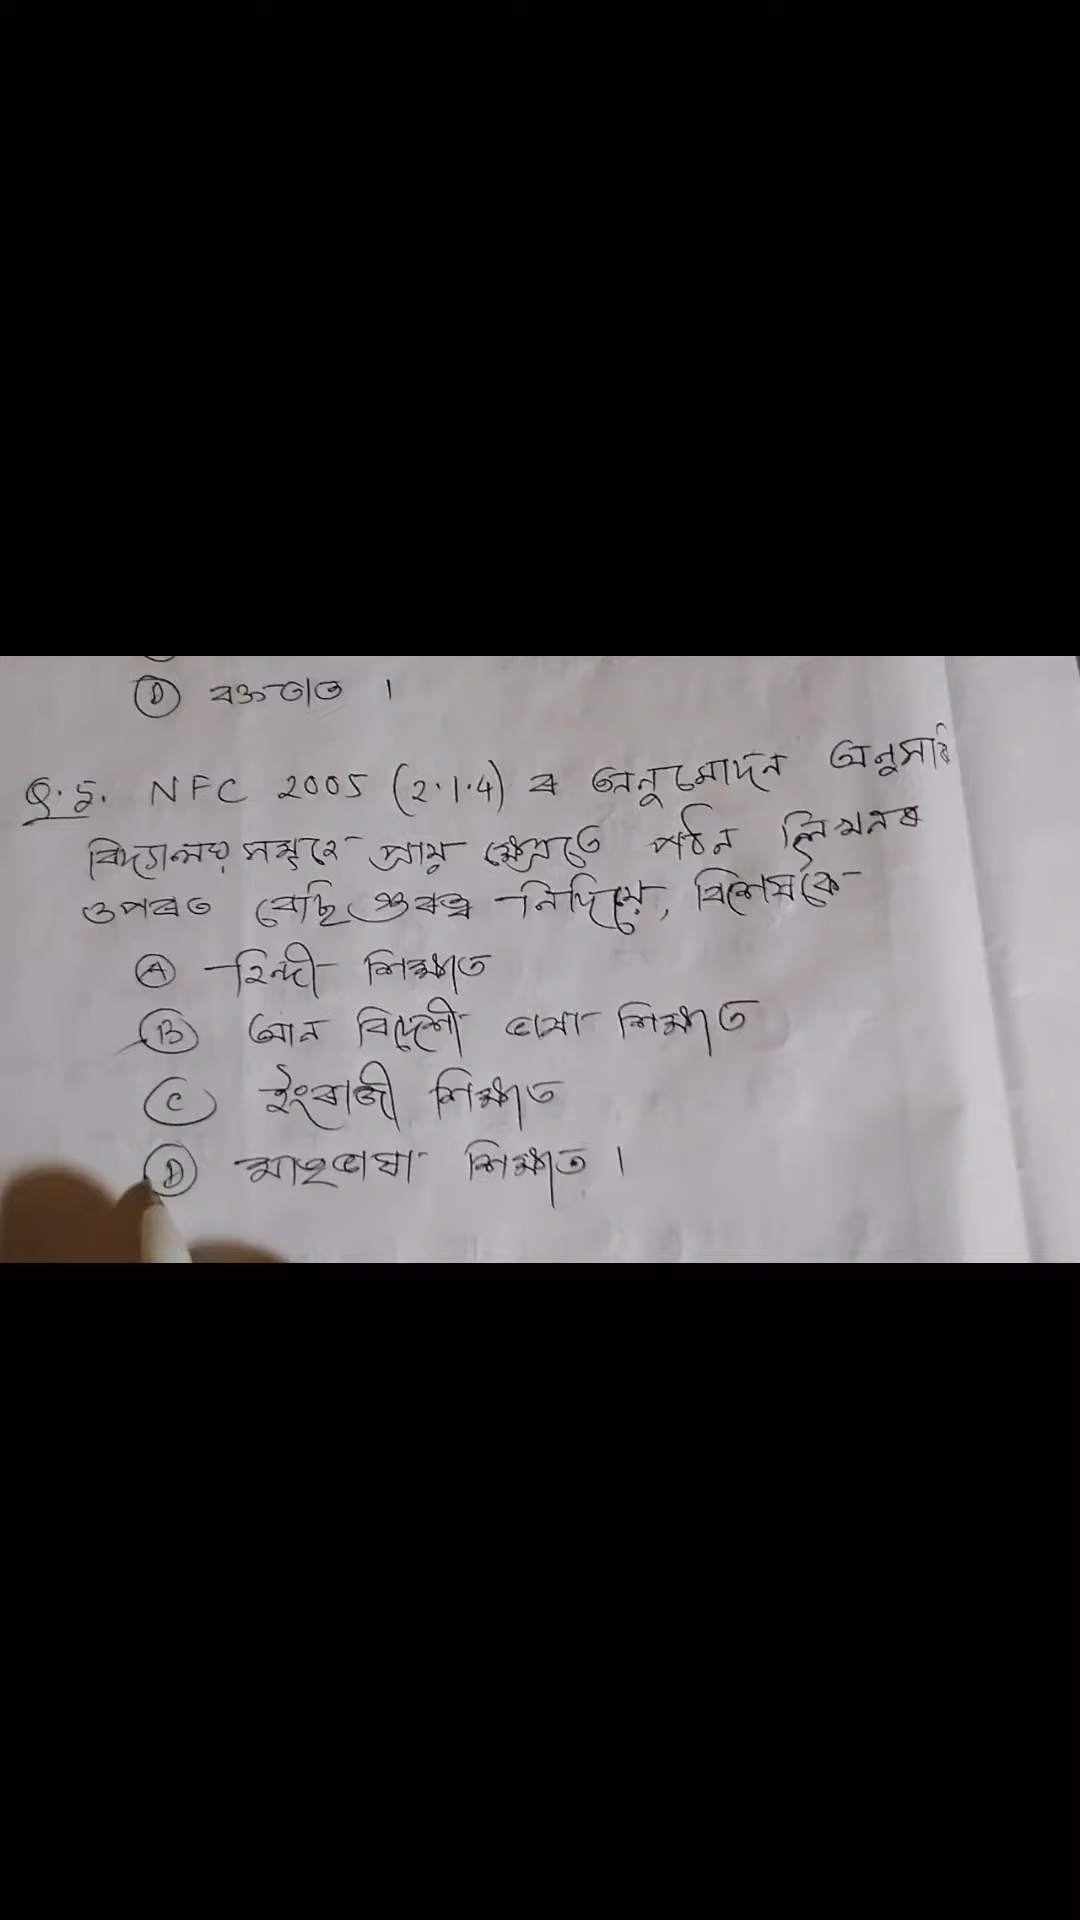 Ⓓ বক্তৃতাত ।
Q.5. NFC 2005 (2.1.4) ৰ অনুমোদন অনুসৰি
বিদ্যালয় সমূহে প্ৰায় ক্ষেত্ৰতে পঠন লিখনৰ
ওপৰত বেছি গুৰুত্ব নিদিয়ে, বিশেষকৈ
Ⓐ হিন্দী শিক্ষাত
Ⓑ আন বিদেশী ভাষা শিক্ষাত
Ⓒ ইংৰাজী শিক্ষাত
Ⓓ মাতৃভাষা শিক্ষাত ।